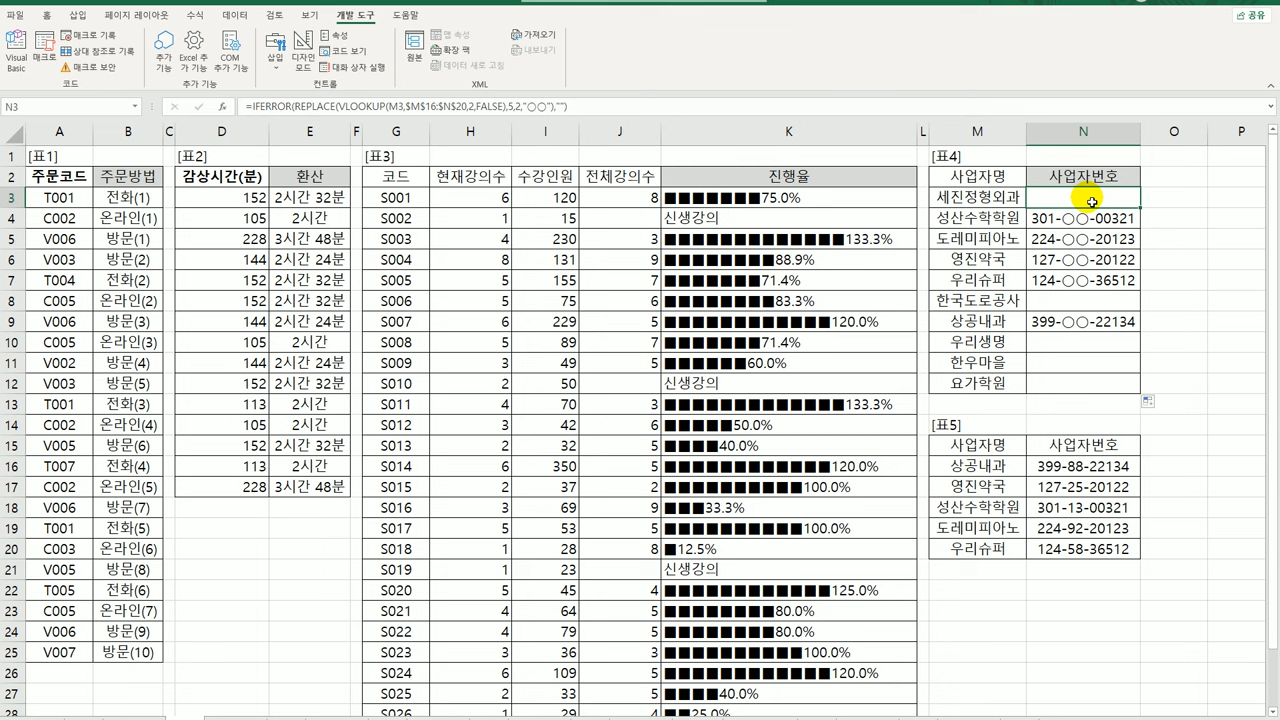 파일 홈 삽입 페이지 레이아웃 수식 데이터 검토 보기 개발 도구 도움말 공유
Visual Basic 매크로 매크로 기록 상대 참조로 기록 매크로 보안 추가 기능 Excel 추가 기능 COM 추가 기능 삽입 디자인 모드 속성 코드 보기 대화 상자 실행 원본 맵 속성 확장 팩 데이터 새로 고침 가져오기 내보내기
코드 추가 기능 컨트롤 XML
N3 fx =IFERROR(REPLACE(VLOOKUP(M3,$M$16:$N$20,2,FALSE),5,2,"○○"),"")
A B C D E F G H I J K L M N O P
1 [표1] [표2] [표3] [표4]
2 주문코드 주문방법 감상시간(분) 환산 코드 현재강의수 수강인원 전체강의수 진행율 사업자명 사업자번호
3 T001 전화(1) 152 2시간 32분 S001 6 120 8 ■■■■■■■75.0% 세진정형외과
4 C002 온라인(1) 105 2시간 S002 1 15 신생강의 성산수학학원 301-○○-00321
5 V006 방문(1) 228 3시간 48분 S003 4 230 3 ■■■■■■■■■■■■■133.3% 도레미피아노 224-○○-20123
6 V003 방문(2) 144 2시간 24분 S004 8 131 9 ■■■■■■■■88.9% 영진약국 127-○○-20122
7 T004 전화(2) 152 2시간 32분 S005 5 155 7 ■■■■■■■71.4% 우리슈퍼 124-○○-36512
8 C005 온라인(2) 152 2시간 32분 S006 5 75 6 ■■■■■■■■83.3% 한국도로공사
9 V006 방문(3) 144 2시간 24분 S007 6 229 5 ■■■■■■■■■■■■120.0% 상공내과 399-○○-22134
10 C005 온라인(3) 105 2시간 S008 5 89 7 ■■■■■■■71.4% 우리생명
11 V002 방문(4) 144 2시간 24분 S009 3 49 5 ■■■■■■60.0% 한우마을
12 V003 방문(5) 152 2시간 32분 S010 2 50 신생강의 요가학원
13 T001 전화(3) 113 2시간 S011 4 70 3 ■■■■■■■■■■■■■133.3%
14 C002 온라인(4) 105 2시간 S012 3 42 6 ■■■■■50.0% [표5]
15 V005 방문(6) 152 2시간 32분 S013 2 32 5 ■■■■40.0% 사업자명 사업자번호
16 T007 전화(4) 113 2시간 S014 6 350 5 ■■■■■■■■■■■■120.0% 상공내과 399-88-22134
17 C002 온라인(5) 228 3시간 48분 S015 2 37 2 ■■■■■■■■■■100.0% 영진약국 127-25-20122
18 V006 방문(7) S016 3 69 9 ■■■33.3% 성산수학학원 301-13-00321
19 T001 전화(5) S017 5 53 5 ■■■■■■■■■■100.0% 도레미피아노 224-92-20123
20 C003 온라인(6) S018 1 28 8 ■12.5% 우리슈퍼 124-58-36512
21 V005 방문(8) S019 1 23 신생강의
22 T005 전화(6) S020 5 45 4 ■■■■■■■■■■■■125.0%
23 C005 온라인(7) S021 4 64 5 ■■■■■■■■80.0%
24 V006 방문(9) S022 4 79 5 ■■■■■■■■80.0%
25 V007 방문(10) S023 3 36 3 ■■■■■■■■■■100.0%
26 S024 6 109 5 ■■■■■■■■■■■■120.0%
27 S025 2 33 5 ■■■■40.0%
28 S026 1 29 4 ■■25.0%